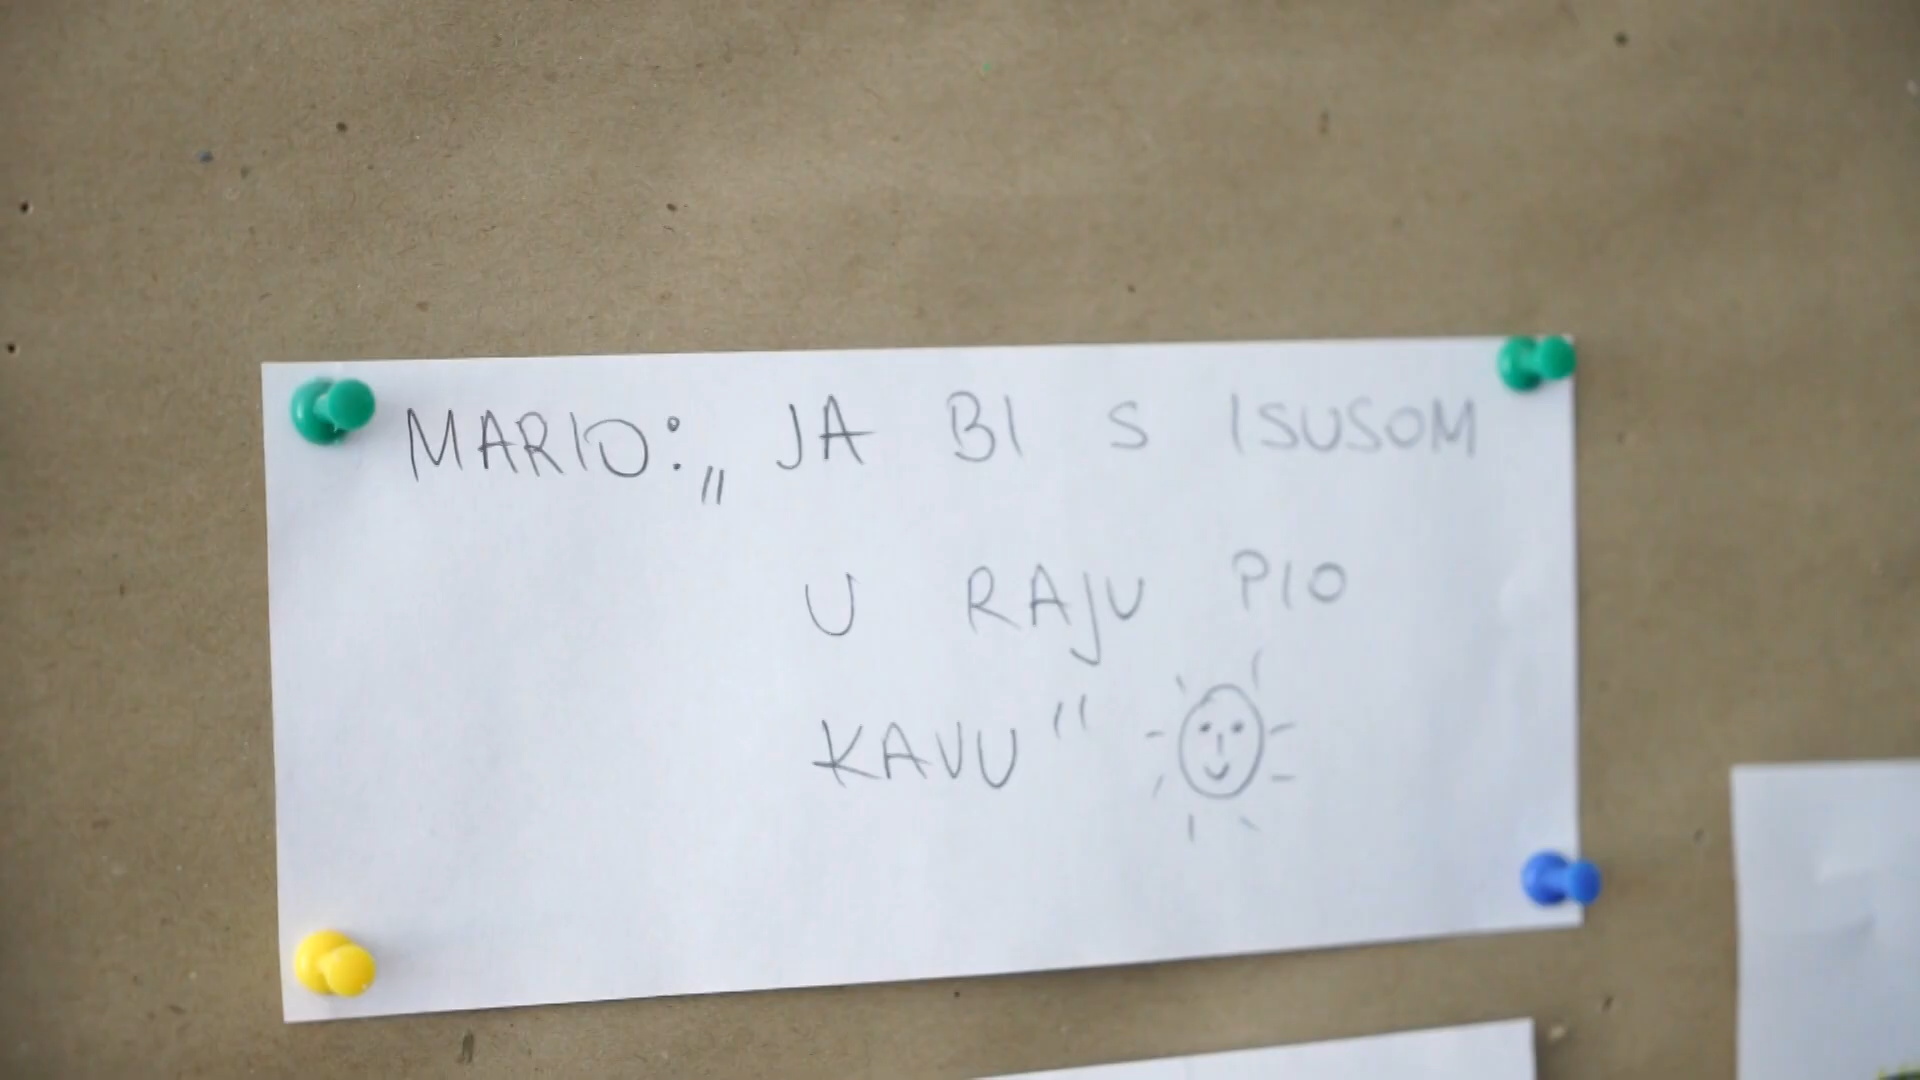 MARIO: „ JA BI S ISUSOM
U RAJU PIO
KAVU "